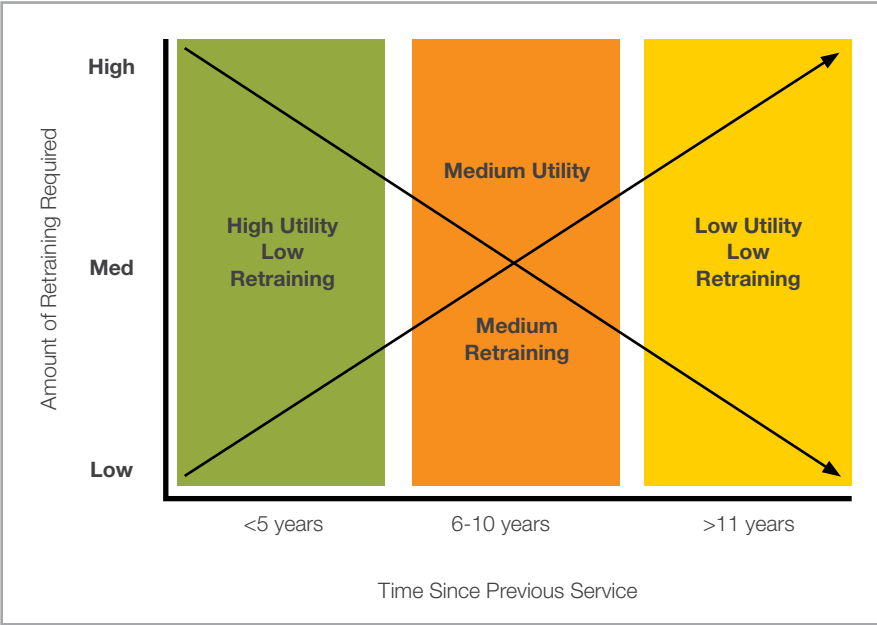 Amount of Retraining Required
High
Med
Low
High Utility
Low
Retraining
Medium Utility
Medium
Retraining
Low Utility
Low
Retraining
<5 years
6-10 years
>11 years
Time Since Previous Service